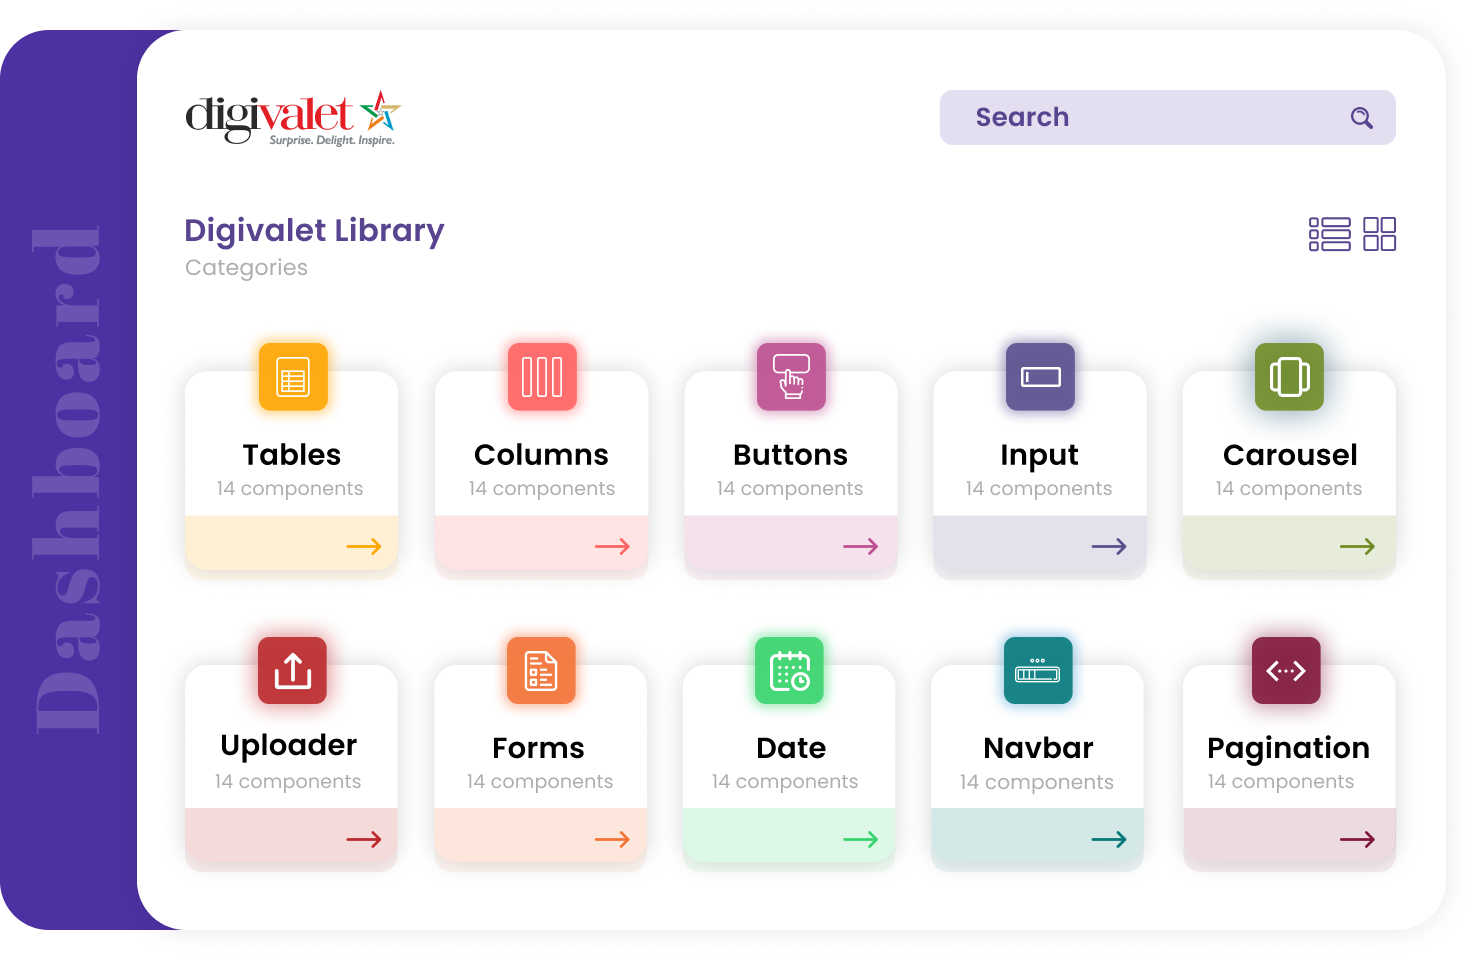 Dashboard
digivalet
Surprise. Delight. Inspire.
Search
Digivalet Library
Categories
Tables
14 components
Columns
14 components
Buttons
14 components
Input
14 components
Carousel
14 components
Uploader
14 components
Forms
14 components
Date
14 components
Navbar
14 components
Pagination
14 components